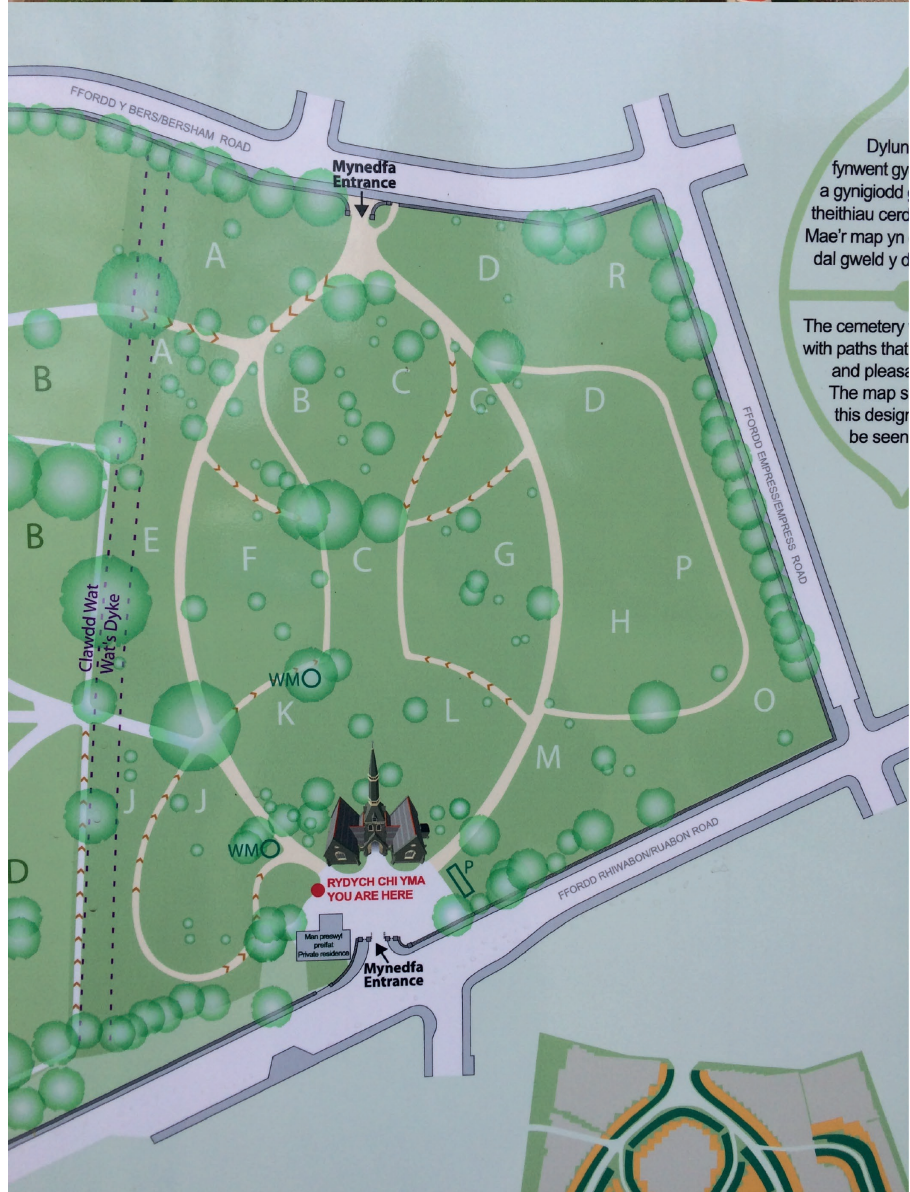 FFORDD Y BERS/BERSHAM ROAD
Mynedfa
Entrance
A
D
R
A
B
B
C
C
D
B
E
F
C
G
P
H
Clawdd Wat
Wat's Dyke
FFORDD EMPRESS/EMPRESS ROAD
WM
K
L
O
M
J
J
WM
D
P
RYDYCH CHI YMA
YOU ARE HERE
FFORDD RHIWABON/RUABON ROAD
Man preswyl
preifat
Private residence
Mynedfa
Entrance
Dylun
fynwent gy
a gynigiodd
theithiau cerd
Mae'r map yn
dal gweld y d
The cemetery
with paths that
and pleasa
The map s
this design
be seen